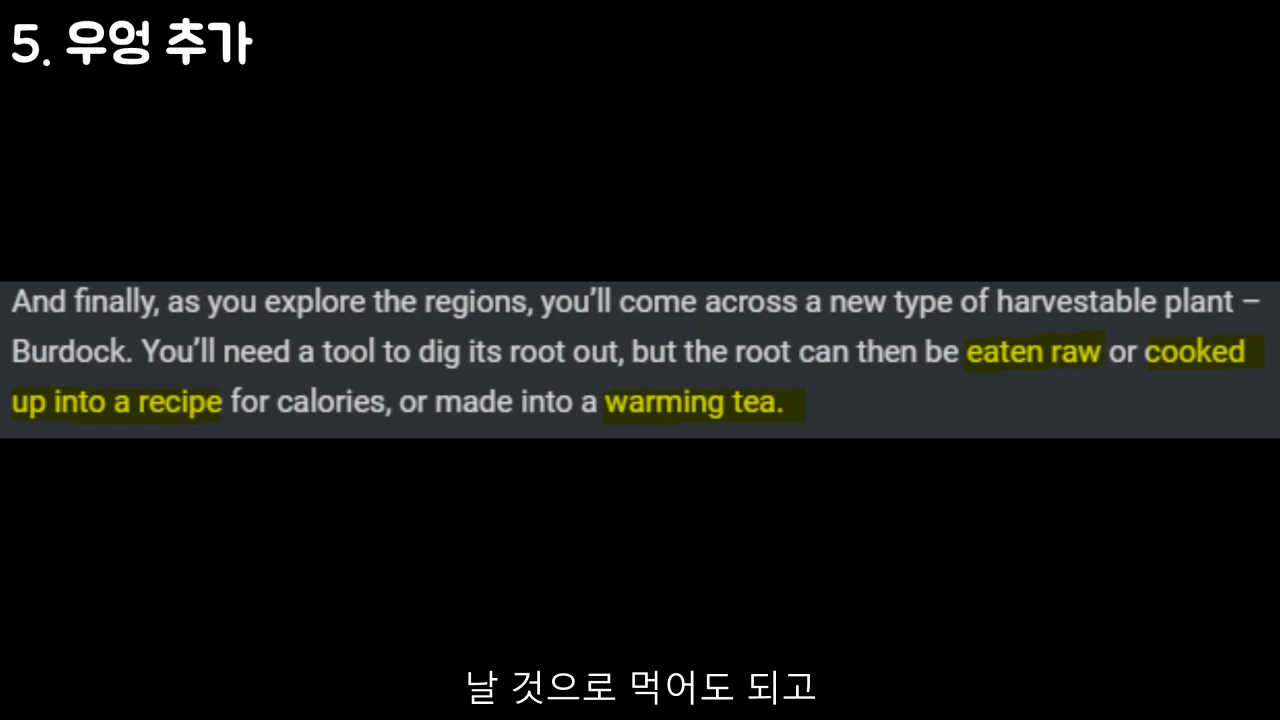 5. 우엉 추가
And finally, as you explore the regions, you’ll come across a new type of harvestable plant –
Burdock. You’ll need a tool to dig its root out, but the root can then be eaten raw or cooked
up into a recipe for calories, or made into a warming tea.
날 것으로 먹어도 되고